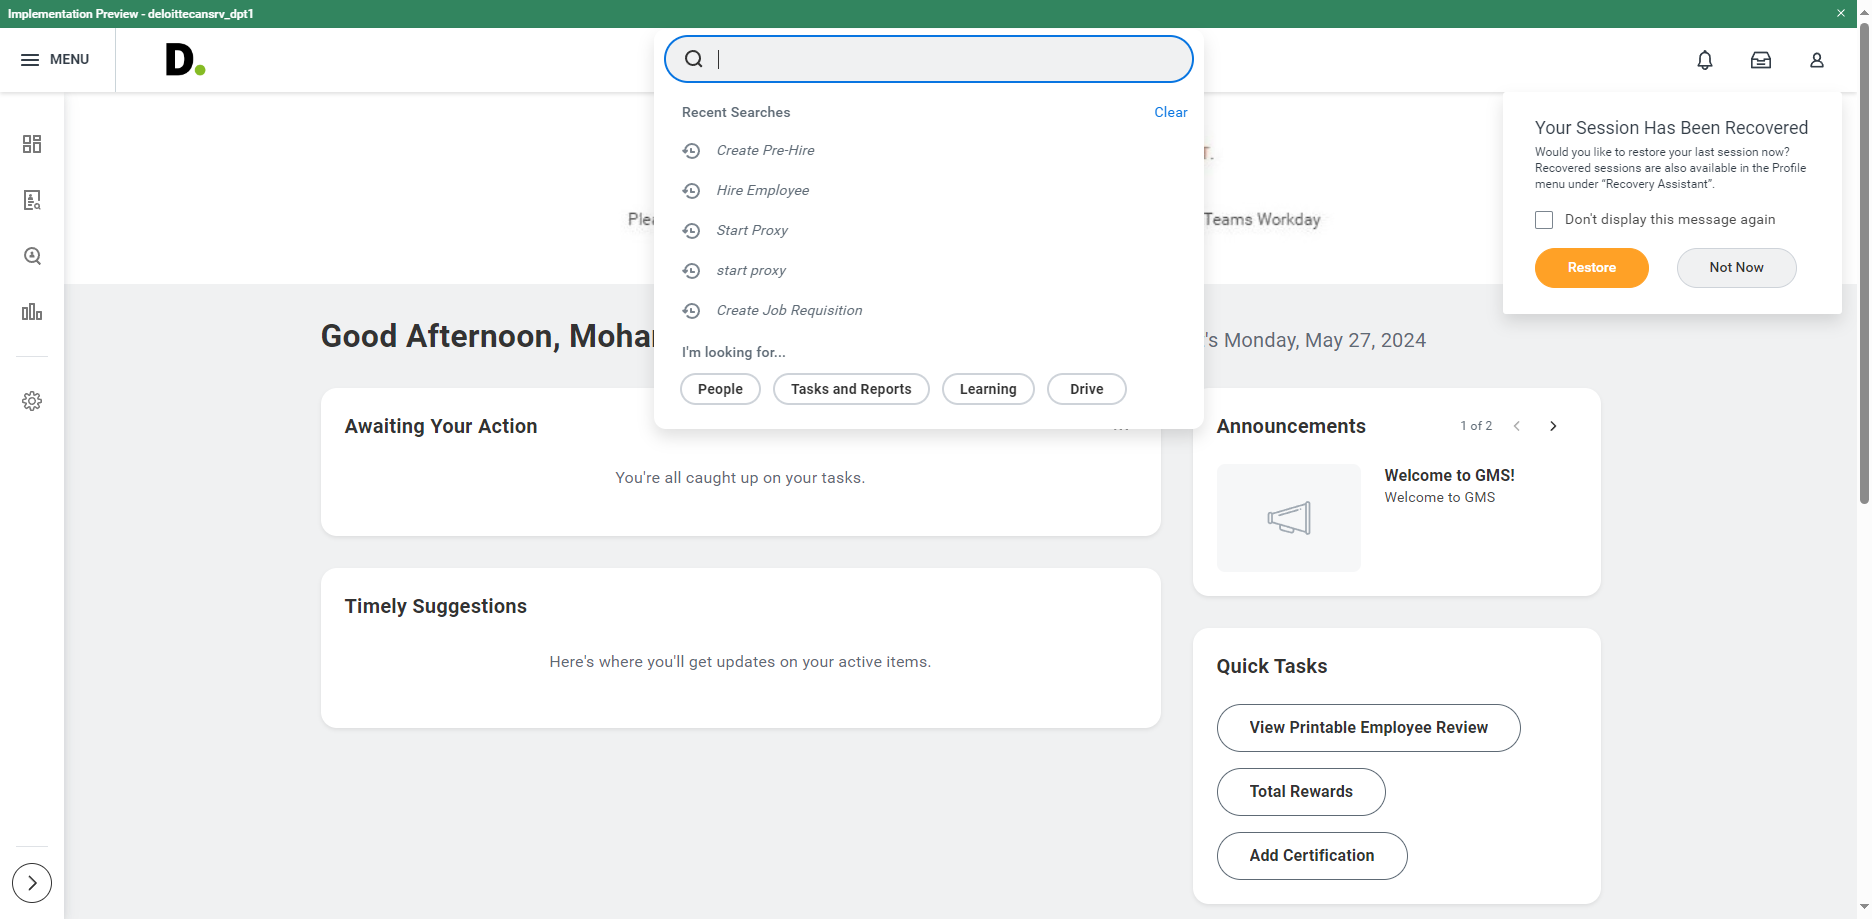 Implementation Preview - deloittecansrv_dpt1
MENU
D.
Recent Searches
Clear
Create Pre-Hire
Hire Employee
Start Proxy
start proxy
Create Job Requisition
I'm looking for...
People
Tasks and Reports
Learning
Drive
Your Session Has Been Recovered
Would you like to restore your last session now?
Recovered sessions are also available in the Profile
menu under “Recovery Assistant”.
Don't display this message again
Restore
Not Now
T.
Teams Workday
Good Afternoon, Moha
's Monday, May 27, 2024
Awaiting Your Action
You're all caught up on your tasks.
Timely Suggestions
Here's where you'll get updates on your active items.
Announcements
1 of 2
Welcome to GMS!
Welcome to GMS
Quick Tasks
View Printable Employee Review
Total Rewards
Add Certification